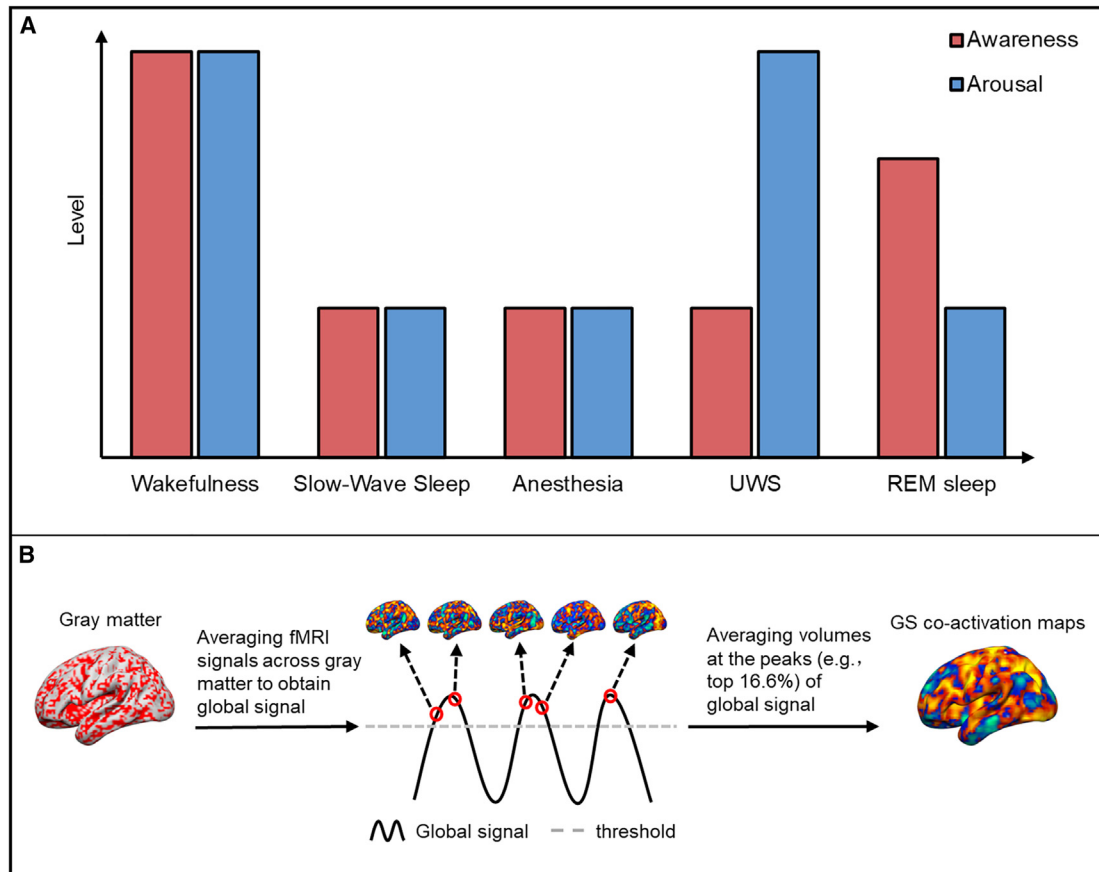 A
Awareness
Arousal
Level
Wakefulness
Slow-Wave Sleep
Anesthesia
UWS
REM sleep
B
Gray matter
Averaging fMRI
signals across gray
matter to obtain
global signal
Averaging volumes
at the peaks (e.g.,
top 16.6%) of
global signal
GS co-activation maps
Global signal
threshold